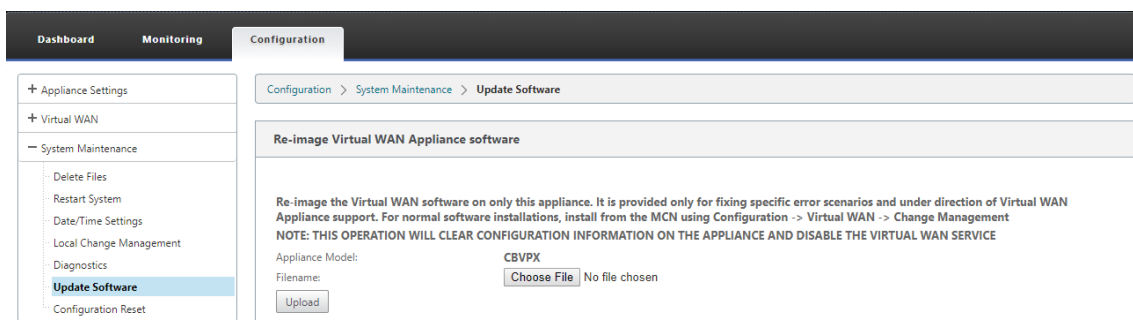 Dashboard Monitoring Configuration
+ Appliance Settings
+ Virtual WAN
− System Maintenance
Delete Files
Restart System
Date/Time Settings
Local Change Management
Diagnostics
Update Software
Configuration Reset
Configuration > System Maintenance > Update Software
Re-image Virtual WAN Appliance software
Re-image the Virtual WAN software on only this appliance. It is provided only for fixing specific error scenarios and under direction of Virtual WAN
Appliance support. For normal software installations, install from the MCN using Configuration -> Virtual WAN -> Change Management
NOTE: THIS OPERATION WILL CLEAR CONFIGURATION INFORMATION ON THE APPLIANCE AND DISABLE THE VIRTUAL WAN SERVICE
Appliance Model: CBVPX
Filename: Choose File No file chosen
Upload